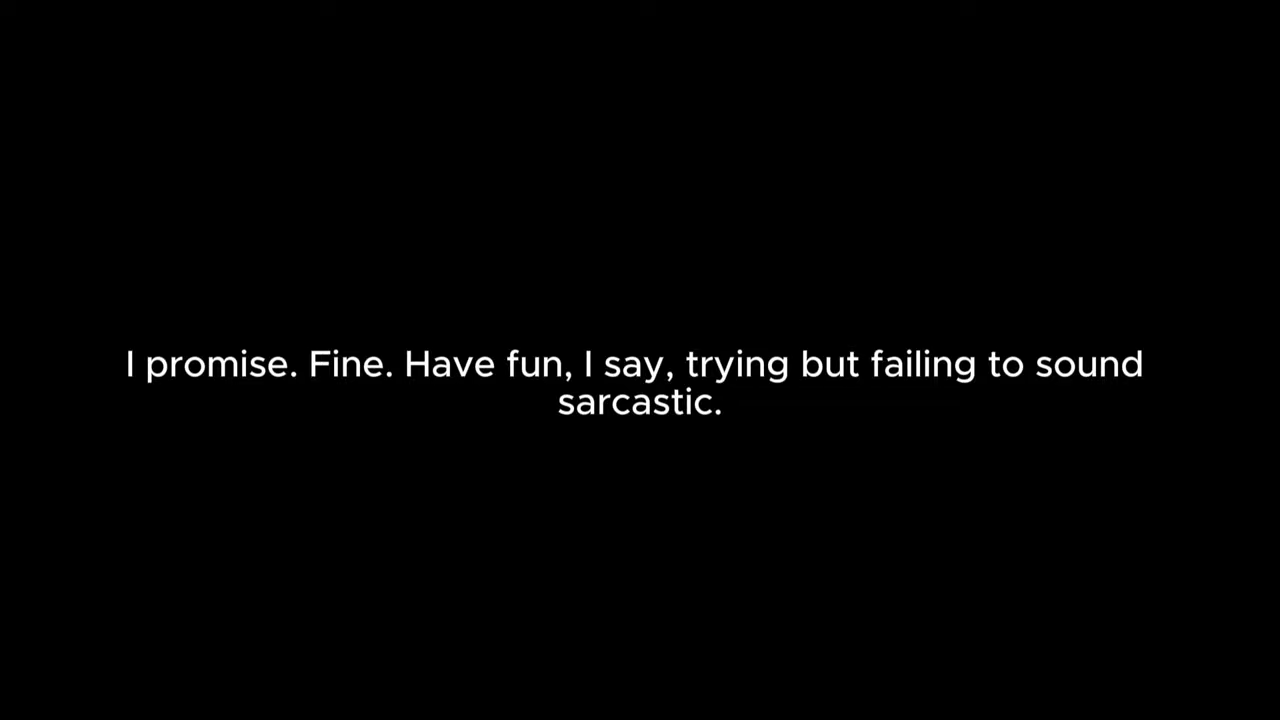 I promise. Fine. Have fun, I say, trying but failing to sound
sarcastic.